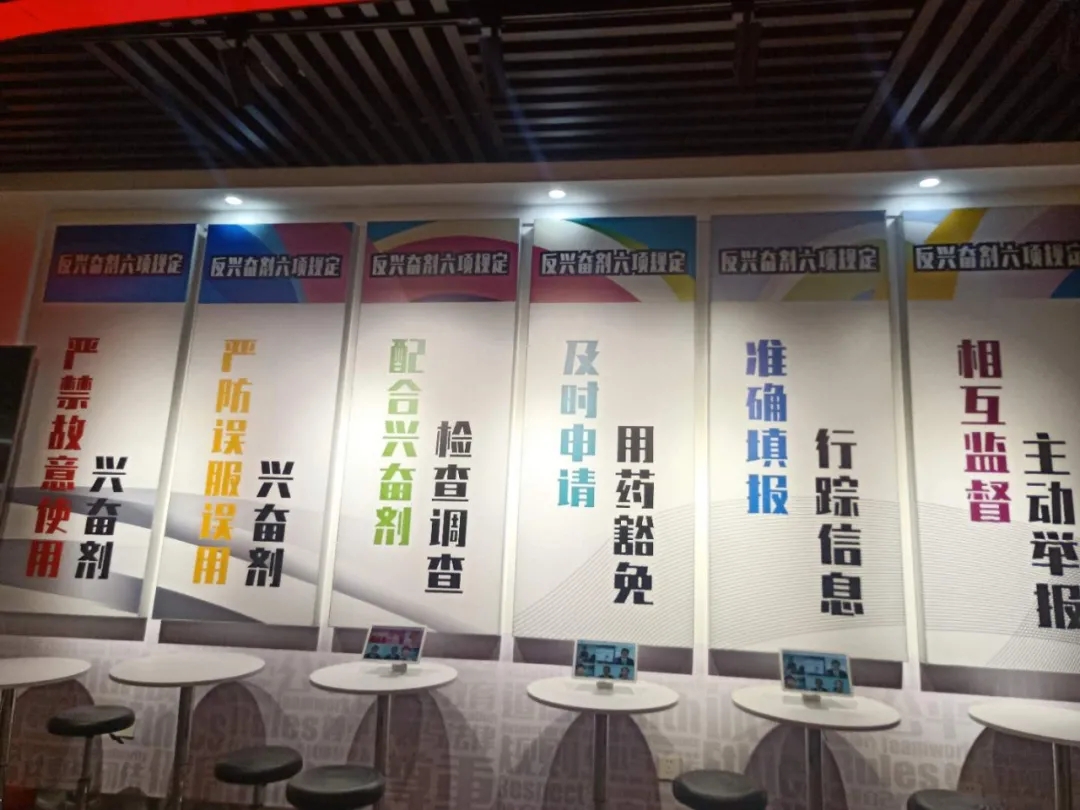 反兴奋剂六项规定
严禁故意使用
兴奋剂
反兴奋剂六项规定
严防误服误用
兴奋剂
反兴奋剂六项规定
配合兴奋剂
检查调查
反兴奋剂六项规定
及时申请
用药豁免
反兴奋剂六项规定
准确填报
行踪信息
反兴奋剂六项规定
相互监督
主动举报
Respect